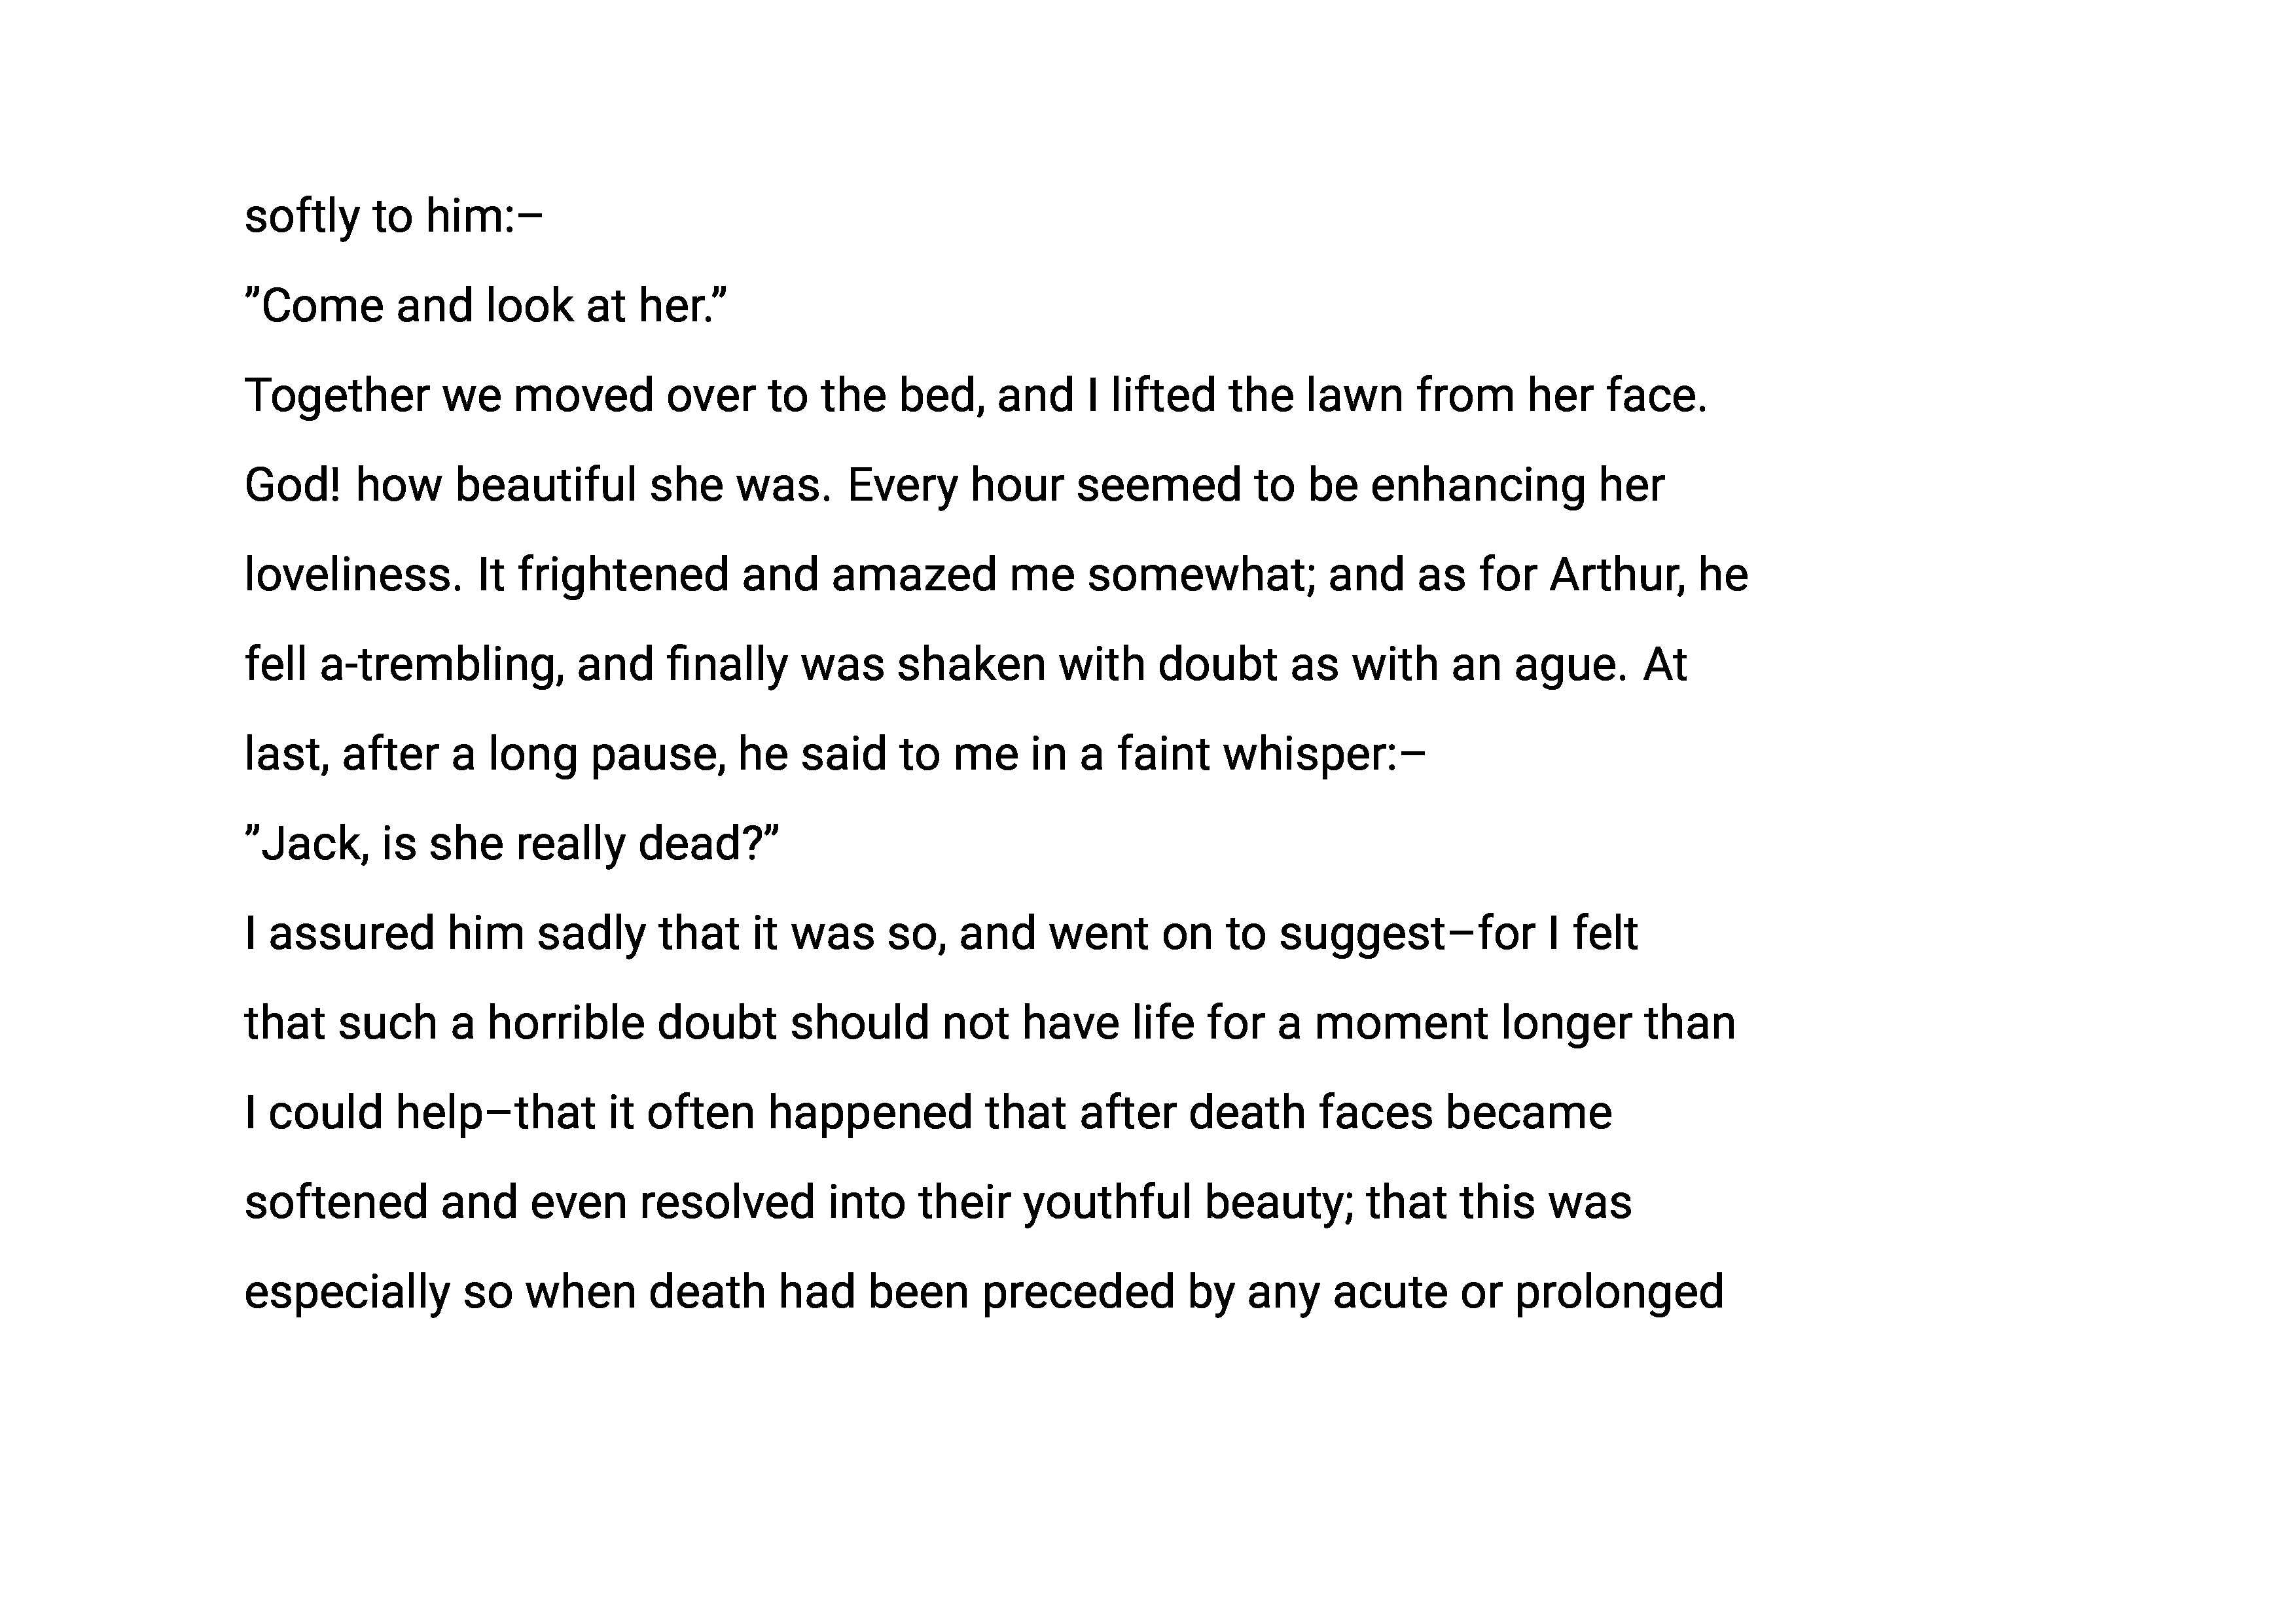 softly to him:–
”Come and look at her.”
Together we moved over to the bed, and I lifted the lawn from her face.
God! how beautiful she was. Every hour seemed to be enhancing her
loveliness. It frightened and amazed me somewhat; and as for Arthur, he
fell a-trembling, and finally was shaken with doubt as with an ague. At
last, after a long pause, he said to me in a faint whisper:–
”Jack, is she really dead?”
I assured him sadly that it was so, and went on to suggest–for I felt
that such a horrible doubt should not have life for a moment longer than
I could help–that it often happened that after death faces became
softened and even resolved into their youthful beauty; that this was
especially so when death had been preceded by any acute or prolonged